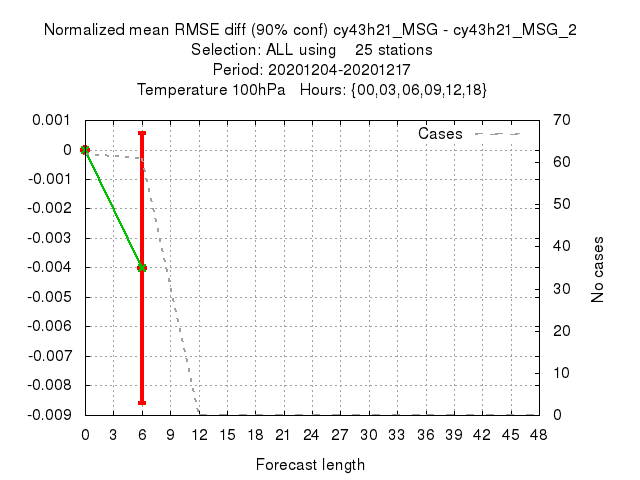 Normalized mean RMSE diff (90% conf) cy43h21_MSG - cy43h21_MSG_2
Selection: ALL using    25 stations
Period: 20201204-20201217
Temperature 100hPa   Hours: {00,03,06,09,12,18}
Cases
0.001
0
-0.001
-0.002
-0.003
-0.004
-0.005
-0.006
-0.007
-0.008
-0.009
70
60
50
40
30
20
10
0
No cases
0 3 6 9 12 15 18 21 24 27 30 33 36 39 42 45 48
Forecast length